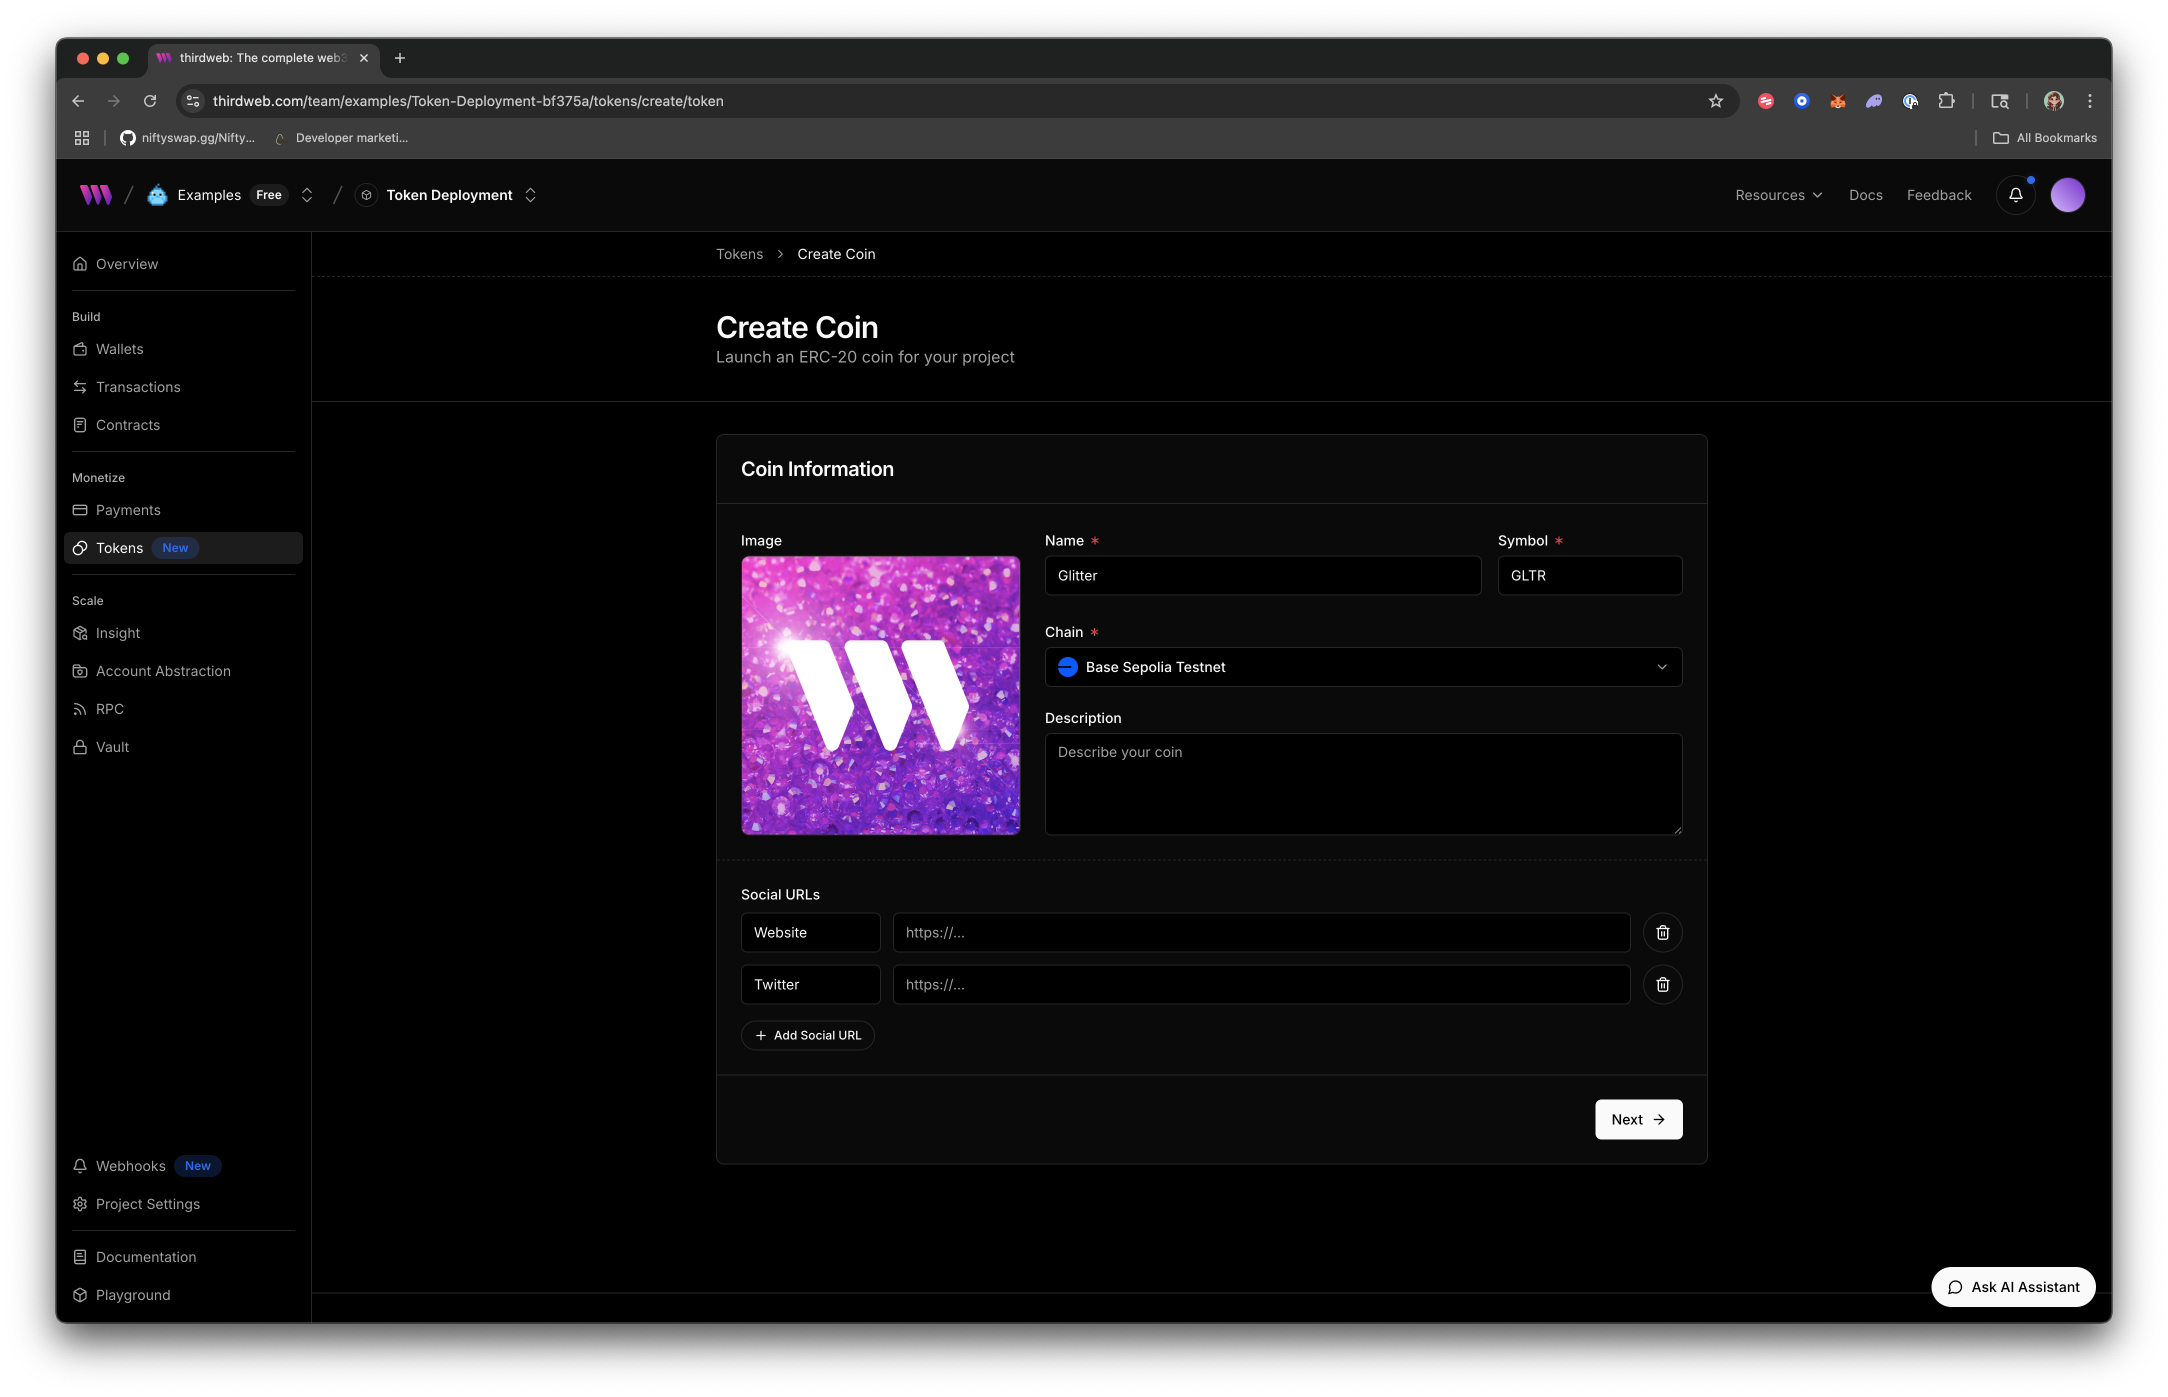 thirdweb: The complete web3
thirdweb.com/team/examples/Token-Deployment-bf375a/tokens/create/token
niftyswap.gg/Nifty...
Developer marketi...
All Bookmarks
Examples Free
Token Deployment
Resources
Docs
Feedback
Overview
Build
Wallets
Transactions
Contracts
Monetize
Payments
Tokens New
Scale
Insight
Account Abstraction
RPC
Vault
Webhooks New
Project Settings
Documentation
Playground
Tokens > Create Coin
Create Coin
Launch an ERC-20 coin for your project
Coin Information
Image
Name *
Glitter
Symbol *
GLTR
Chain *
Base Sepolia Testnet
Description
Describe your coin
Social URLs
Website
https://...
Twitter
https://...
+ Add Social URL
Next →
Ask AI Assistant